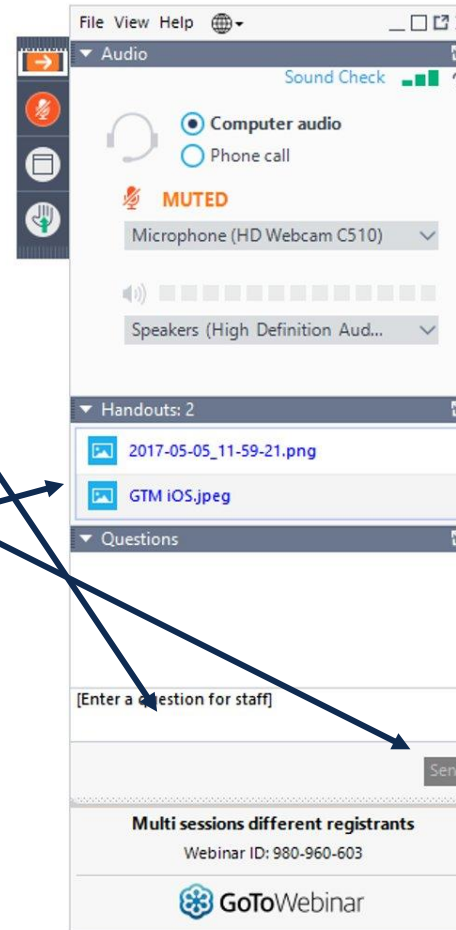 File View Help
Audio
Sound Check
Computer audio
Phone call
MUTED
Microphone (HD Webcam C510)
Speakers (High Definition Aud...
Handouts: 2
2017-05-05_11-59-21.png
GTM iOS.jpeg
Questions
[Enter a question for staff]
Sen
Multi sessions different registrants
Webinar ID: 980-960-603
GoToWebinar